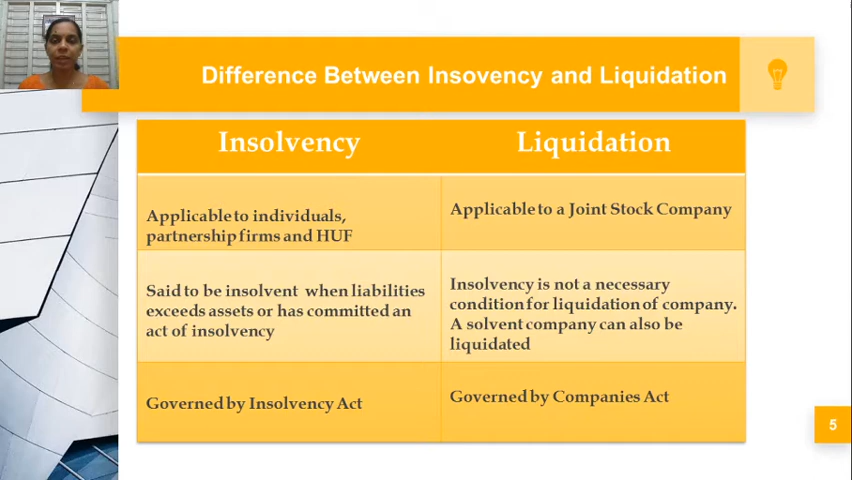 Difference Between Insovency and Liquidation
Insolvency
Liquidation
Applicable to individuals,
partnership firms and HUF
Applicable to a Joint Stock Company
Said to be insolvent when liabilities
exceeds assets or has committed an
act of insolvency
Insolvency is not a necessary
condition for liquidation of company.
A solvent company can also be
liquidated
Governed by Insolvency Act
Governed by Companies Act
5